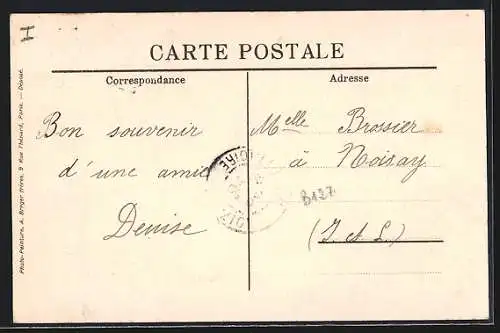 I
CARTE POSTALE
Correspondance
Adresse
Bon souvenir
d'une amie
Denise
Melle Brossier
à Noizay
B127
(I. et L.)
Photo-Peinture, A. Breger frères, 9 Rue Thénard, Paris. — Déposé.